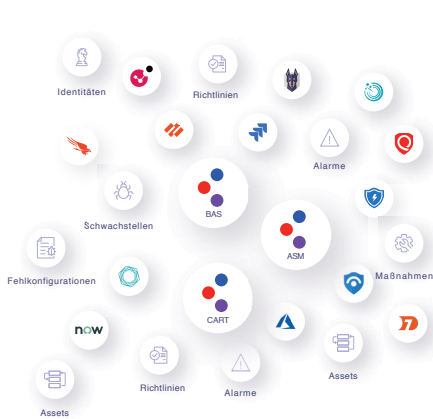 Identitäten
Richtlinien
Alarme
Schwachstellen
BAS
ASM
Fehlkonfigurationen
Maßnahmen
CART
now
Richtlinien
Alarme
Assets
Assets